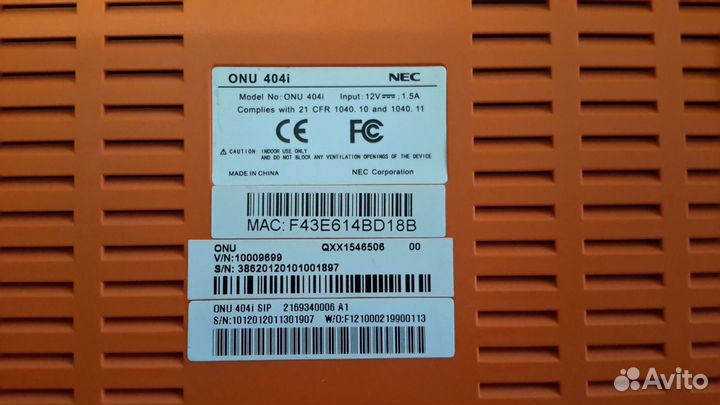 ONU 404i NEC
Model No: ONU 404i Input: 12V⎓; 1.5A
Complies with 21 CFR 1040.10 and 1040.11
CE FC
⚠ CAUTION: INDOOR USE ONLY
AND DO NOT BLOCK ANY VENTILATION OPENINGS OF THE DEVICE
MADE IN CHINA NEC Corporation
MAC: F43E614BD18B
ONU QXX1546506 00
V/N:10009699
S/N: 38620120101001897
ONU 404i SIP 2169340006 A1
S/N:1012012011301907 W/O:F121000219900113
Avito